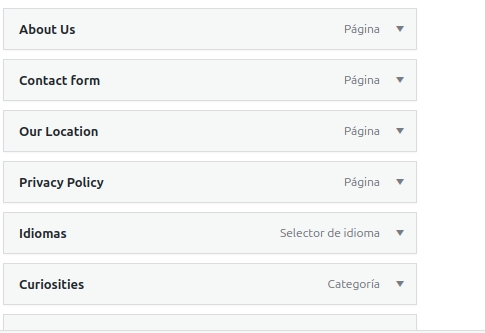 About Us Página
Contact form Página
Our Location Página
Privacy Policy Página
Idiomas Selector de idioma
Curiosities Categoría